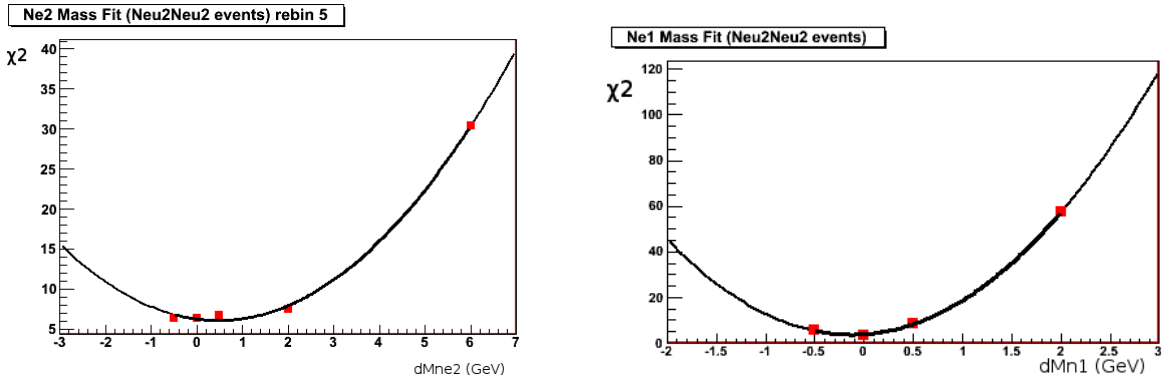 Ne2 Mass Fit (Neu2Neu2 events) rebin 5
χ2
40
35
30
25
20
15
10
5
-3 -2 -1 0 1 2 3 4 5 6 7
dMne2 (GeV)
Ne1 Mass Fit (Neu2Neu2 events)
χ2
120
100
80
60
40
20
0
-2 -1.5 -1 -0.5 0 0.5 1 1.5 2 2.5 3
dMn1 (GeV)